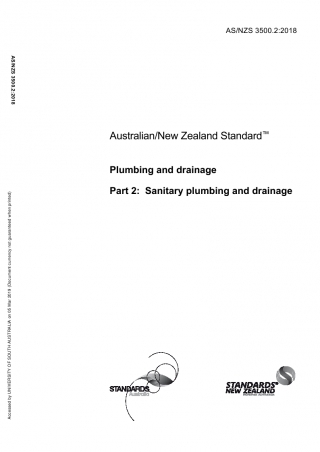 AS/NZS 3500.2:2018
AS/NZS 3500.2:2018
Australian/New Zealand Standard™
Plumbing and drainage
Part 2: Sanitary plumbing and drainage
Accessed by UNIVERSITY OF SOUTH AUSTRALIA on 05 Mar 2019 (Document currency not guaranteed when printed)
STANDARDS
Australia
STANDARDS
NEW ZEALAND